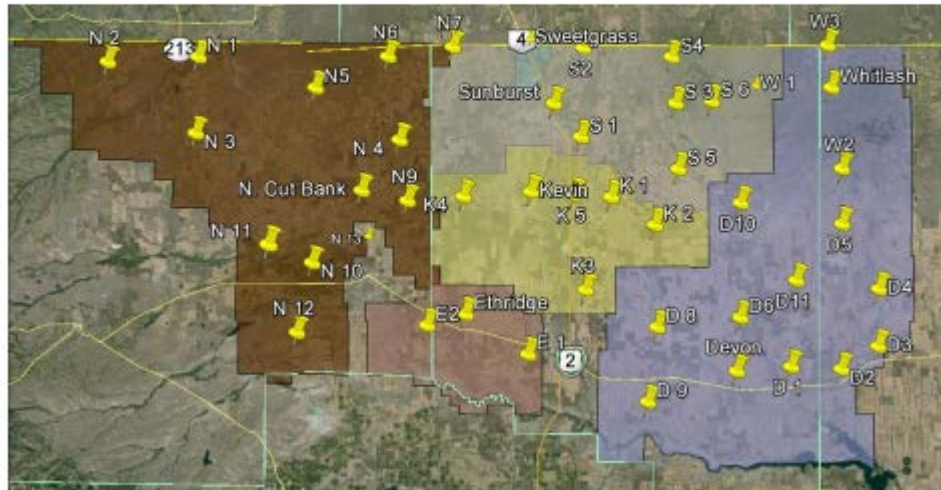 N7
W3
N 2
213
N 1
N6
4
Sweetgrass
S4
S2
N5
Sunburst
S 3
S 6
W 1
Whitlash
N 3
N 4
S 1
S 5
W2
N. Cut Bank
N9
K4
Kevin
K 5
K 1
K 2
D10
D5
N 11
N 13
N 10
K3
D11
D4
N 12
E2
Ethridge
D 8
D6
E 1
2
Devon
D-1
D2
D3
D 9